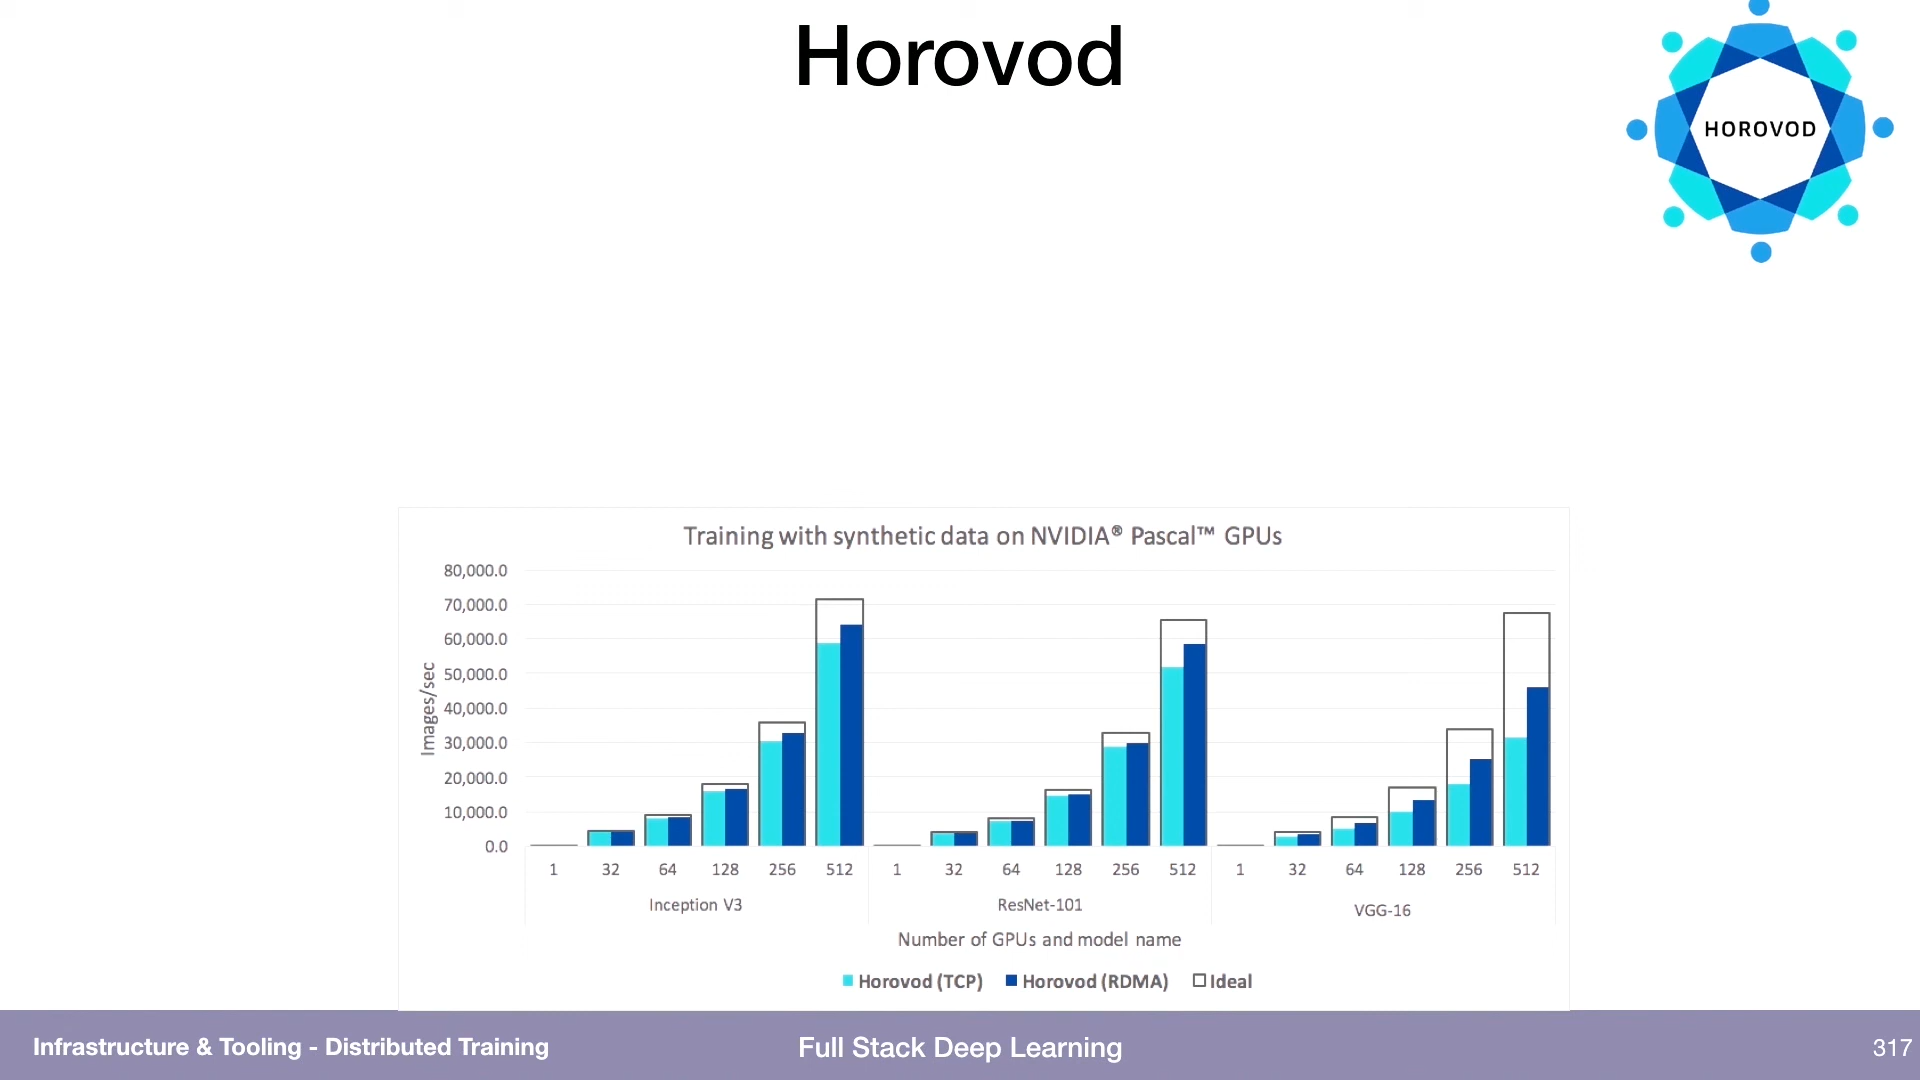 Horovod
HOROVOD
Training with synthetic data on NVIDIA® Pascal™ GPUs
Images/sec
80,000.0
70,000.0
60,000.0
50,000.0
40,000.0
30,000.0
20,000.0
10,000.0
0.0
1 32 64 128 256 512 1 32 64 128 256 512 1 32 64 128 256 512
Inception V3 ResNet-101 VGG-16
Number of GPUs and model name
Horovod (TCP) Horovod (RDMA) Ideal
Infrastructure & Tooling - Distributed Training Full Stack Deep Learning 317